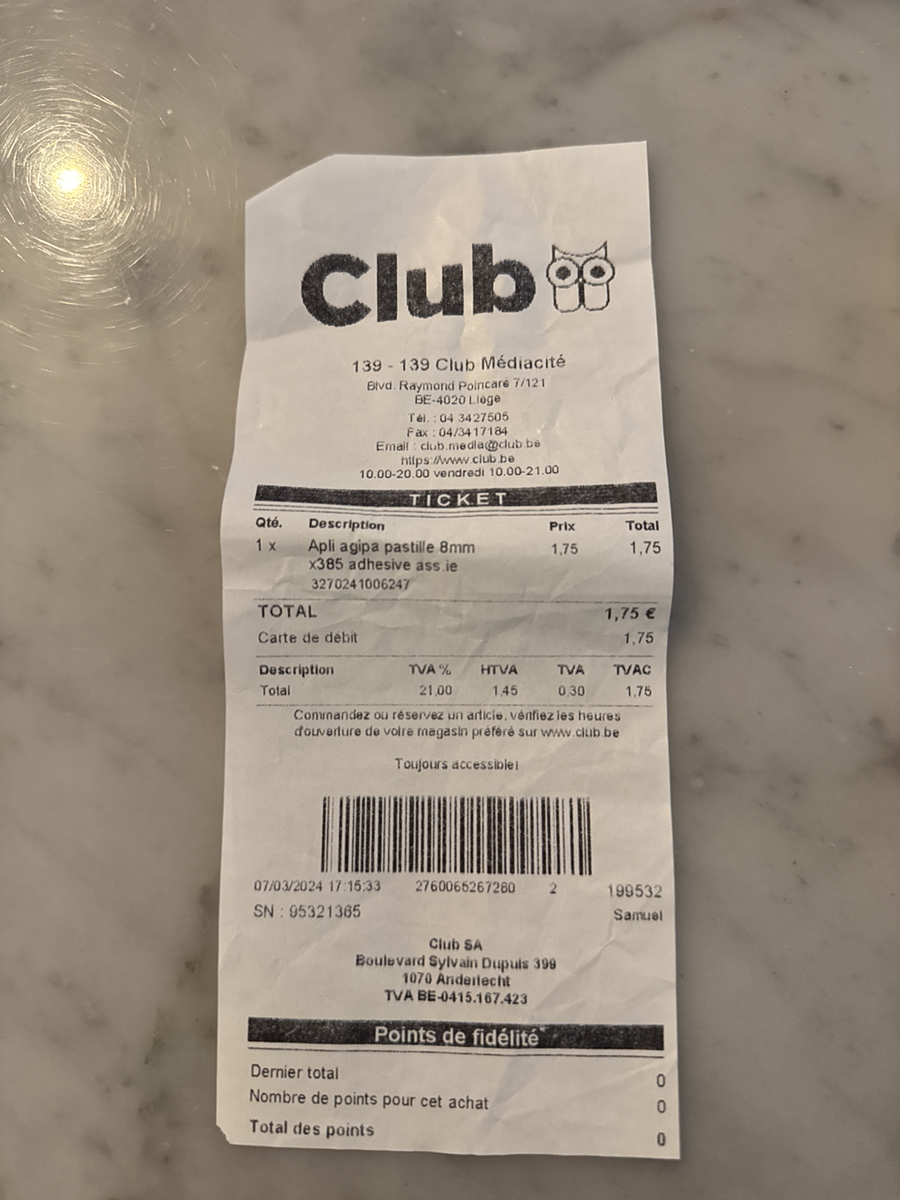 Club
139 - 139 Club Médiacité
Blvd. Raymond Poincaré 7/121
BE-4020 Liège
Tél. : 04 3427505
Fax : 04/3417184
Email : club.media@club.be
https://www.club.be
10.00-20.00 vendredi 10.00-21.00
TICKET
Qté. Description Prix Total
1 x Apli agipa pastille 8mm 1,75 1,75
x385 adhesive ass.ie
3270241006247
TOTAL 1,75 €
Carte de débit 1,75
Description TVA % HTVA TVA TVAC
Total 21,00 1,45 0,30 1,75
Commandez ou réservez un article, vérifiez les heures
d'ouverture de votre magasin préféré sur www.club.be
Toujours accessible!
07/03/2024 17:15:33 2760065267280 2 199532
SN : 95321365 Samuel
Club SA
Boulevard Sylvain Dupuis 399
1070 Anderlecht
TVA BE-0415.167.423
Points de fidélité
Dernier total 0
Nombre de points pour cet achat 0
Total des points 0